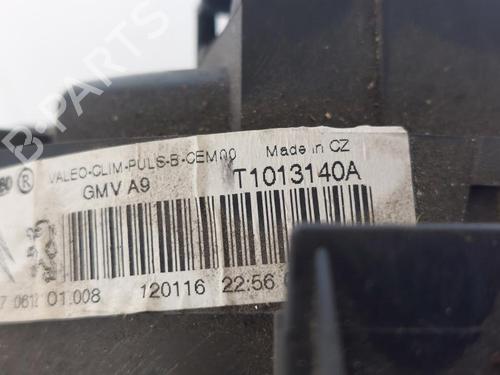 VALEO-CLIM-PULS-B-CEM00 Made in CZ
GMV A9 T1013140A
01.008 120116 22:56
B-PARTS